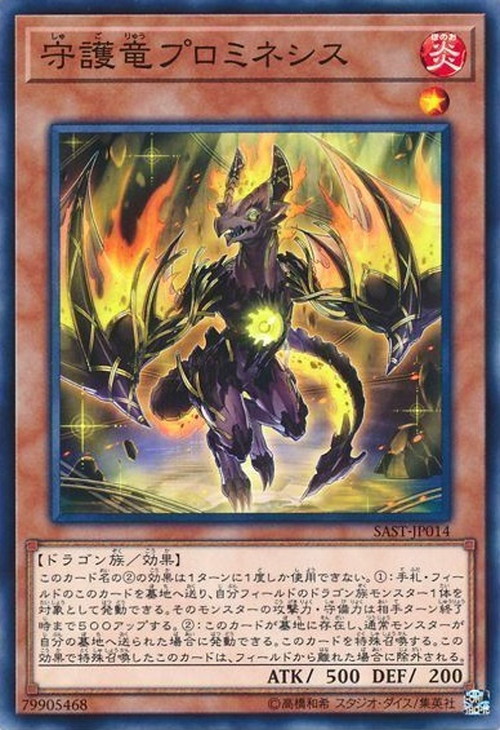 守護竜プロミネシス
炎
SAST-JP014
【ドラゴン族/効果】
このカード名の②の効果は1ターンに1度しか使用できない。①:手札・フィー
ルドのこのカードを墓地へ送り、自分フィールドのドラゴン族モンスター1体を
対象として発動できる。そのモンスターの攻撃力・守備力は相手ターン終了
時まで500アップする。②:このカードが墓地に存在し、通常モンスターが
自分の墓地へ送られた場合に発動できる。このカードを特殊召喚する。この
効果で特殊召喚したこのカードは、フィールドから離れた場合に除外される。
ATK/ 500 DEF/ 200
79905468 ©高橋和希 スタジオ・ダイス/集英社